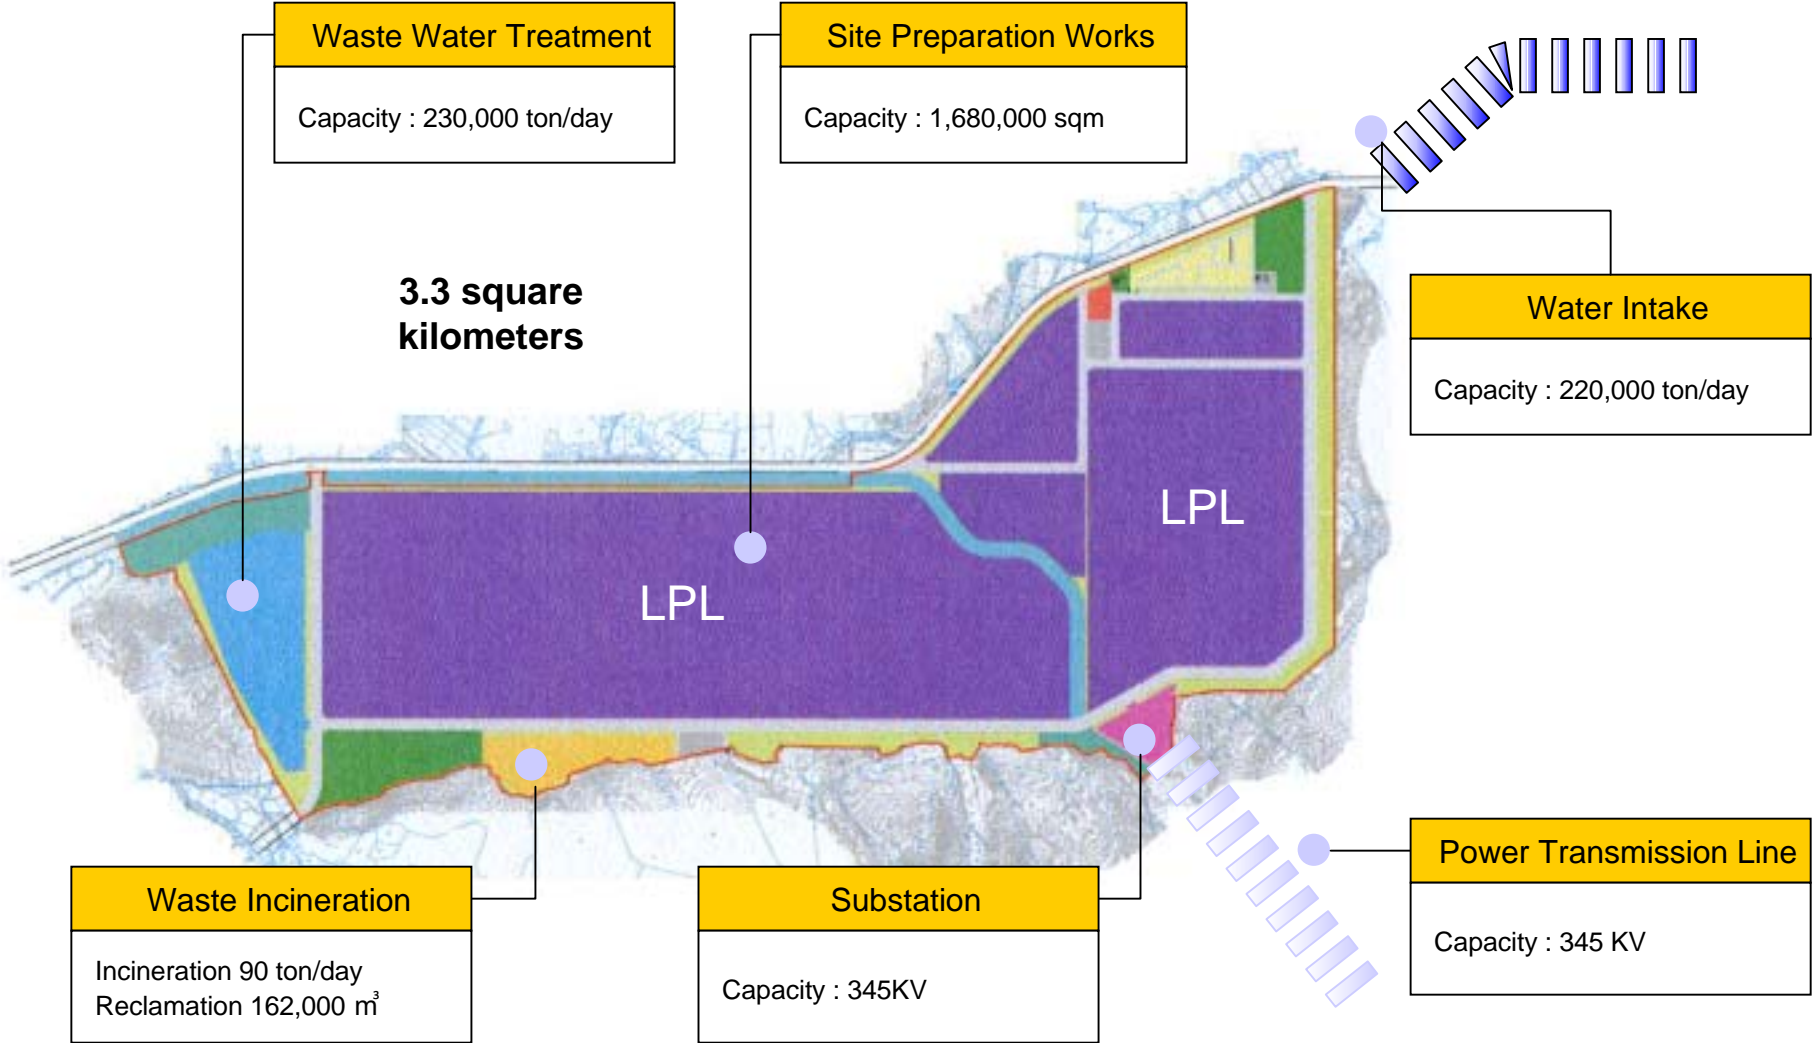 Waste Water Treatment
Capacity : 230,000 ton/day
Site Preparation Works
Capacity : 1,680,000 sqm
3.3 square
kilometers
Water Intake
Capacity : 220,000 ton/day
LPL
LPL
Waste Incineration
Incineration 90 ton/day
Reclamation 162,000 m³
Substation
Capacity : 345KV
Power Transmission Line
Capacity : 345 KV